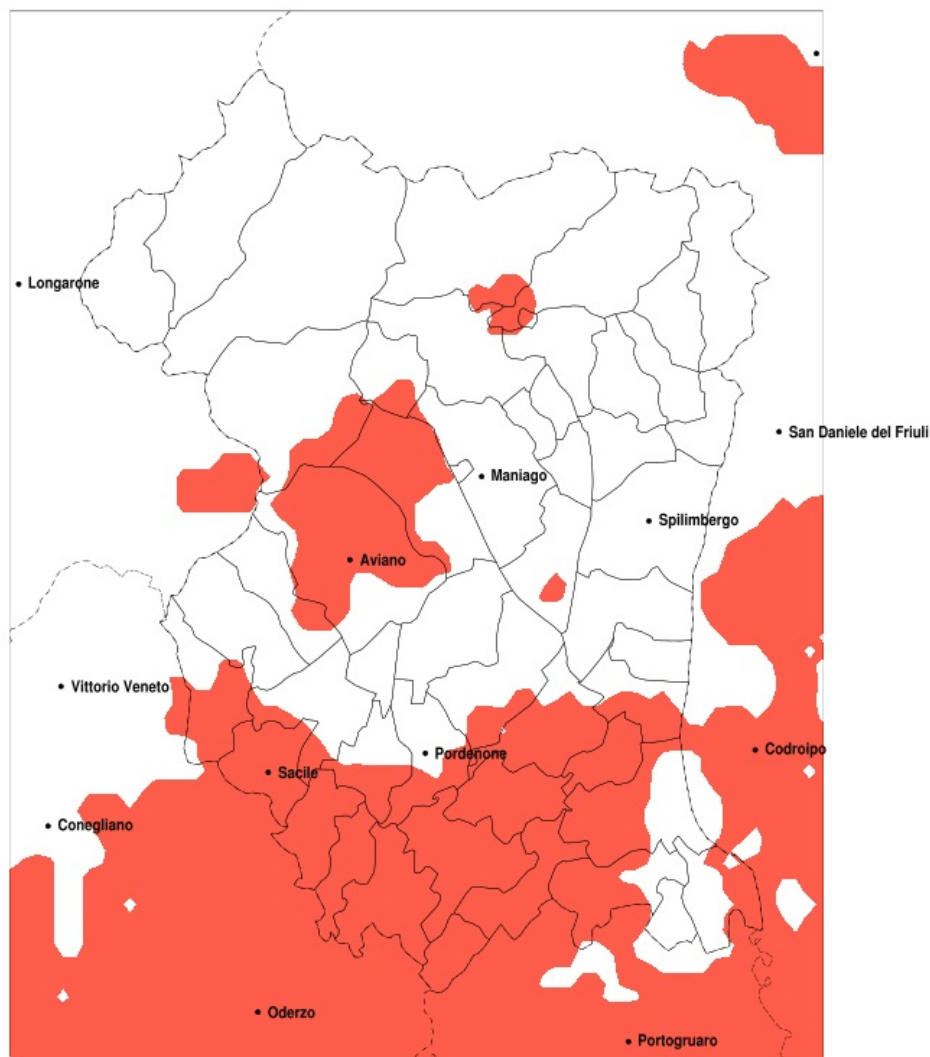 Longarone
San Daniele del Friuli
Maniago
Spilimbergo
Aviano
Vittorio Veneto
Pordenone
Codroipo
Sacile
Conegliano
Oderzo
Portogruaro